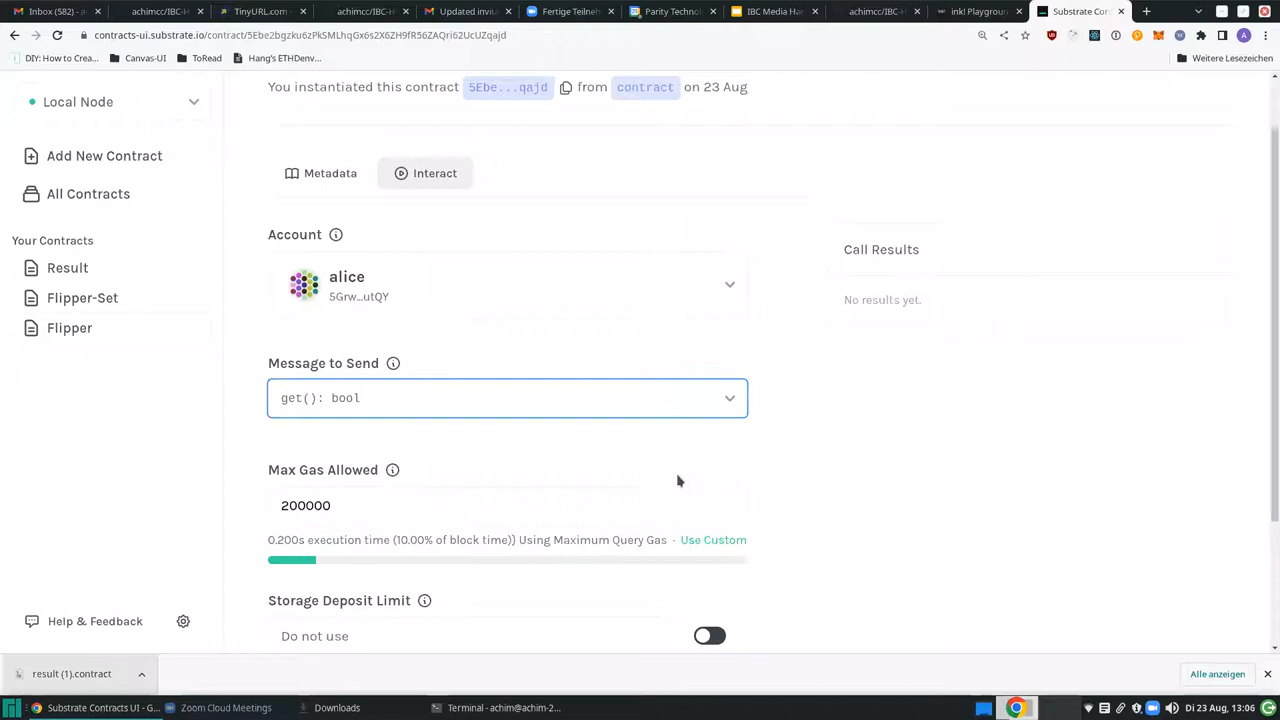 Inbox (582) - a
achimcc/IBC-H
TinyURL.com -
achimcc/IBC-H
Updated invita
Fertige Teilneh
Parity Technol
IBC Media Han
achimcc/IBC-H
ink! Playgroun
Substrate Con
contracts-ui.substrate.io/contract/5Ebe2bgzku6zPkSMLhqGx6s2X6ZH9fR56ZAQri62UcUZqajd
DIY: How to Crea...
Canvas-UI
ToRead
Hang's ETHDenv...
Weitere Lesezeichen
You instantiated this contract 5Ebe...qajd from contract on 23 Aug
Local Node
Add New Contract
All Contracts
Your Contracts
Result
Flipper-Set
Flipper
Help & Feedback
Metadata
Interact
Account
alice
5Grw...utQY
Message to Send
get(): bool
Max Gas Allowed
200000
0.200s execution time (10.00% of block time)} Using Maximum Query Gas · Use Custom
Storage Deposit Limit
Do not use
Call Results
No results yet.
result (1).contract
Alle anzeigen
Substrate Contracts UI - G...
Zoom Cloud Meetings
Downloads
Terminal - achim@achim-2...
Di 23 Aug, 13:06